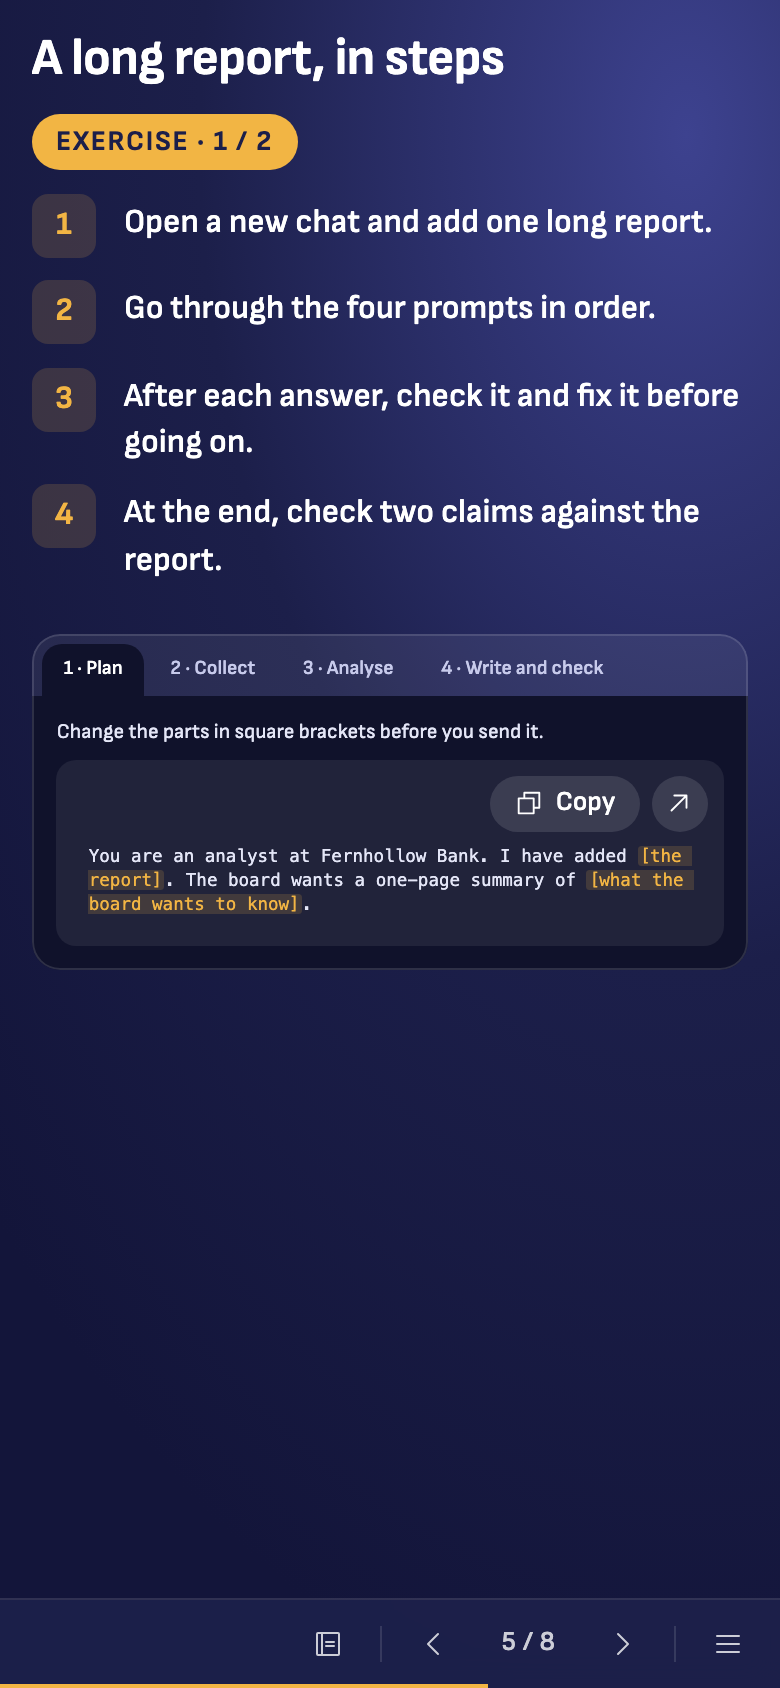 A long report, in steps
EXERCISE · 1 / 2
1 Open a new chat and add one long report.
2 Go through the four prompts in order.
3 After each answer, check it and fix it before
going on.
4 At the end, check two claims against the
report.
1 · Plan 2 · Collect 3 · Analyse 4 · Write and check
Change the parts in square brackets before you send it.
Copy
You are an analyst at Fernhollow Bank. I have added [the
report]. The board wants a one-page summary of [what the
board wants to know].
5 / 8